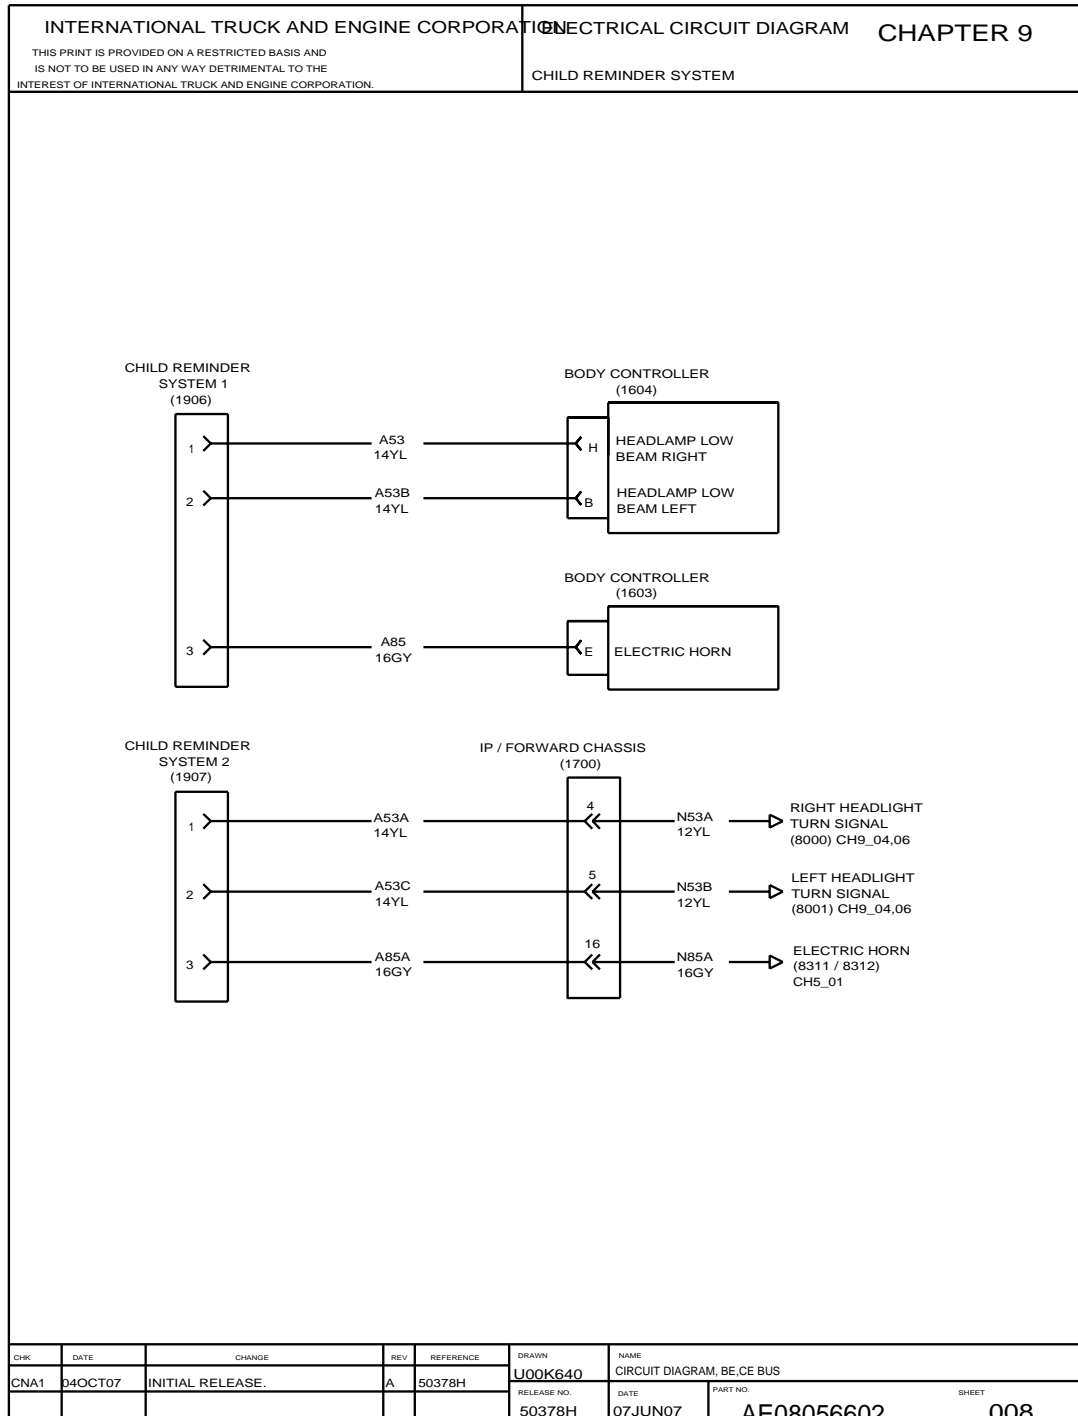 INTERNATIONAL TRUCK AND ENGINE CORPORATION
THIS PRINT IS PROVIDED ON A RESTRICTED BASIS AND
IS NOT TO BE USED IN ANY WAY DETRIMENTAL TO THE
INTEREST OF INTERNATIONAL TRUCK AND ENGINE CORPORATION.
ELECTRICAL CIRCUIT DIAGRAM
CHAPTER 9
CHILD REMINDER SYSTEM
CHILD REMINDER
SYSTEM 1
(1906)
BODY CONTROLLER
(1604)
1
A53
14YL
H
HEADLAMP LOW
BEAM RIGHT
2
A53B
14YL
B
HEADLAMP LOW
BEAM LEFT
BODY CONTROLLER
(1603)
3
A85
16GY
E
ELECTRIC HORN
CHILD REMINDER
SYSTEM 2
(1907)
IP / FORWARD CHASSIS
(1700)
1
A53A
14YL
4
N53A
12YL
RIGHT HEADLIGHT
TURN SIGNAL
(8000) CH9_04,06
2
A53C
14YL
5
N53B
12YL
LEFT HEADLIGHT
TURN SIGNAL
(8001) CH9_04,06
3
A85A
16GY
16
N85A
16GY
ELECTRIC HORN
(8311 / 8312)
CH5_01
CHK DATE CHANGE REV REFERENCE
CNA1 04OCT07 INITIAL RELEASE. A 50378H
DRAWN
U00K640
NAME
CIRCUIT DIAGRAM, BE,CE BUS
RELEASE NO.
50378H
DATE
07JUN07
PART NO.
AE08056602
SHEET
008